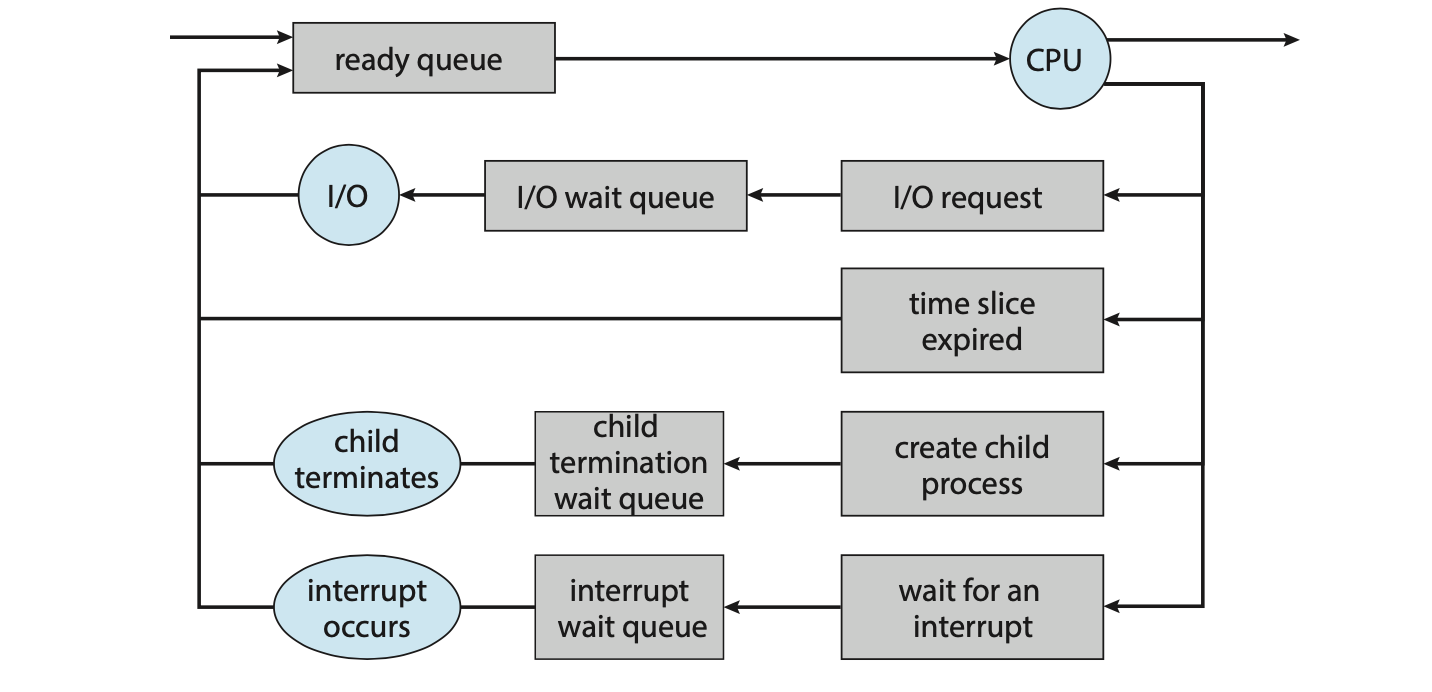 ready queue
CPU
I/O
I/O wait queue
I/O request
time slice
expired
child
terminates
child
termination
wait queue
create child
process
interrupt
occurs
interrupt
wait queue
wait for an
interrupt